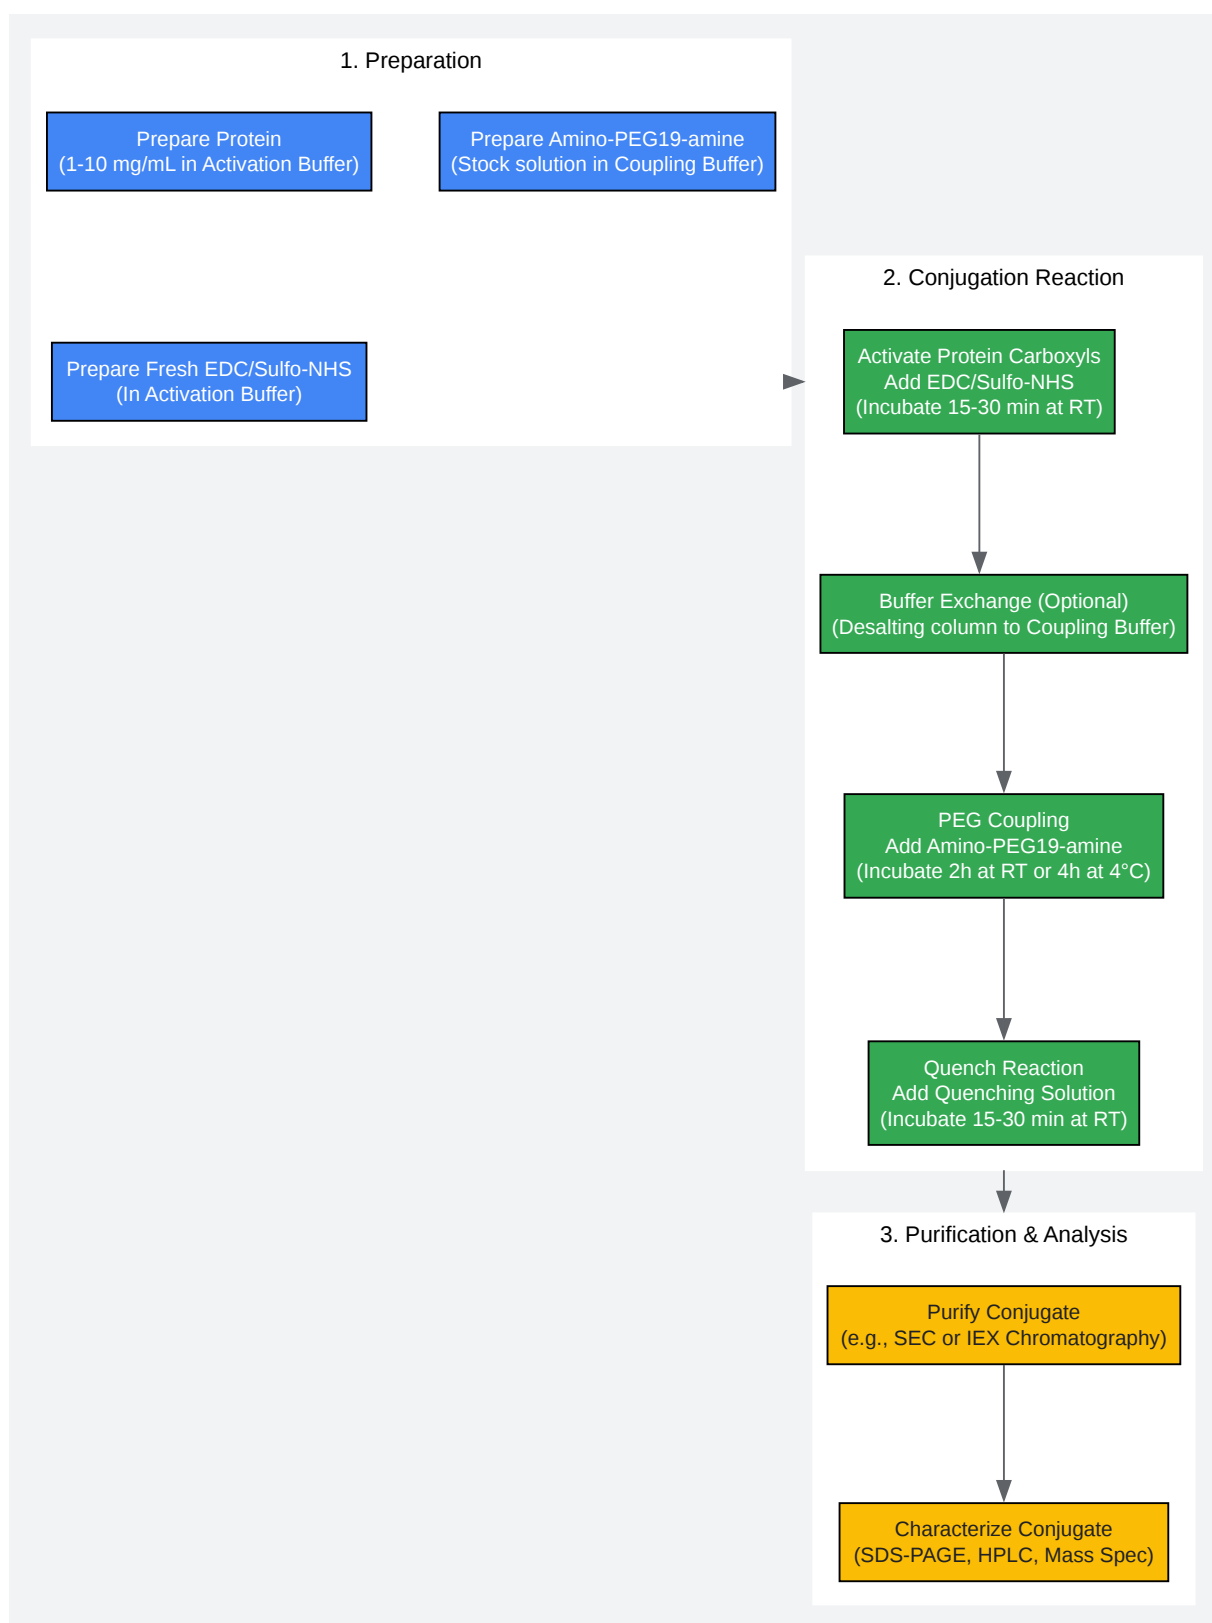 1. Preparation
Prepare Protein
(1-10 mg/mL in Activation Buffer)
Prepare Amino-PEG19-amine
(Stock solution in Coupling Buffer)
Prepare Fresh EDC/Sulfo-NHS
(In Activation Buffer)
2. Conjugation Reaction
Activate Protein Carboxyls
Add EDC/Sulfo-NHS
(Incubate 15-30 min at RT)
Buffer Exchange (Optional)
(Desalting column to Coupling Buffer)
PEG Coupling
Add Amino-PEG19-amine
(Incubate 2h at RT or 4h at 4°C)
Quench Reaction
Add Quenching Solution
(Incubate 15-30 min at RT)
3. Purification & Analysis
Purify Conjugate
(e.g., SEC or IEX Chromatography)
Characterize Conjugate
(SDS-PAGE, HPLC, Mass Spec)